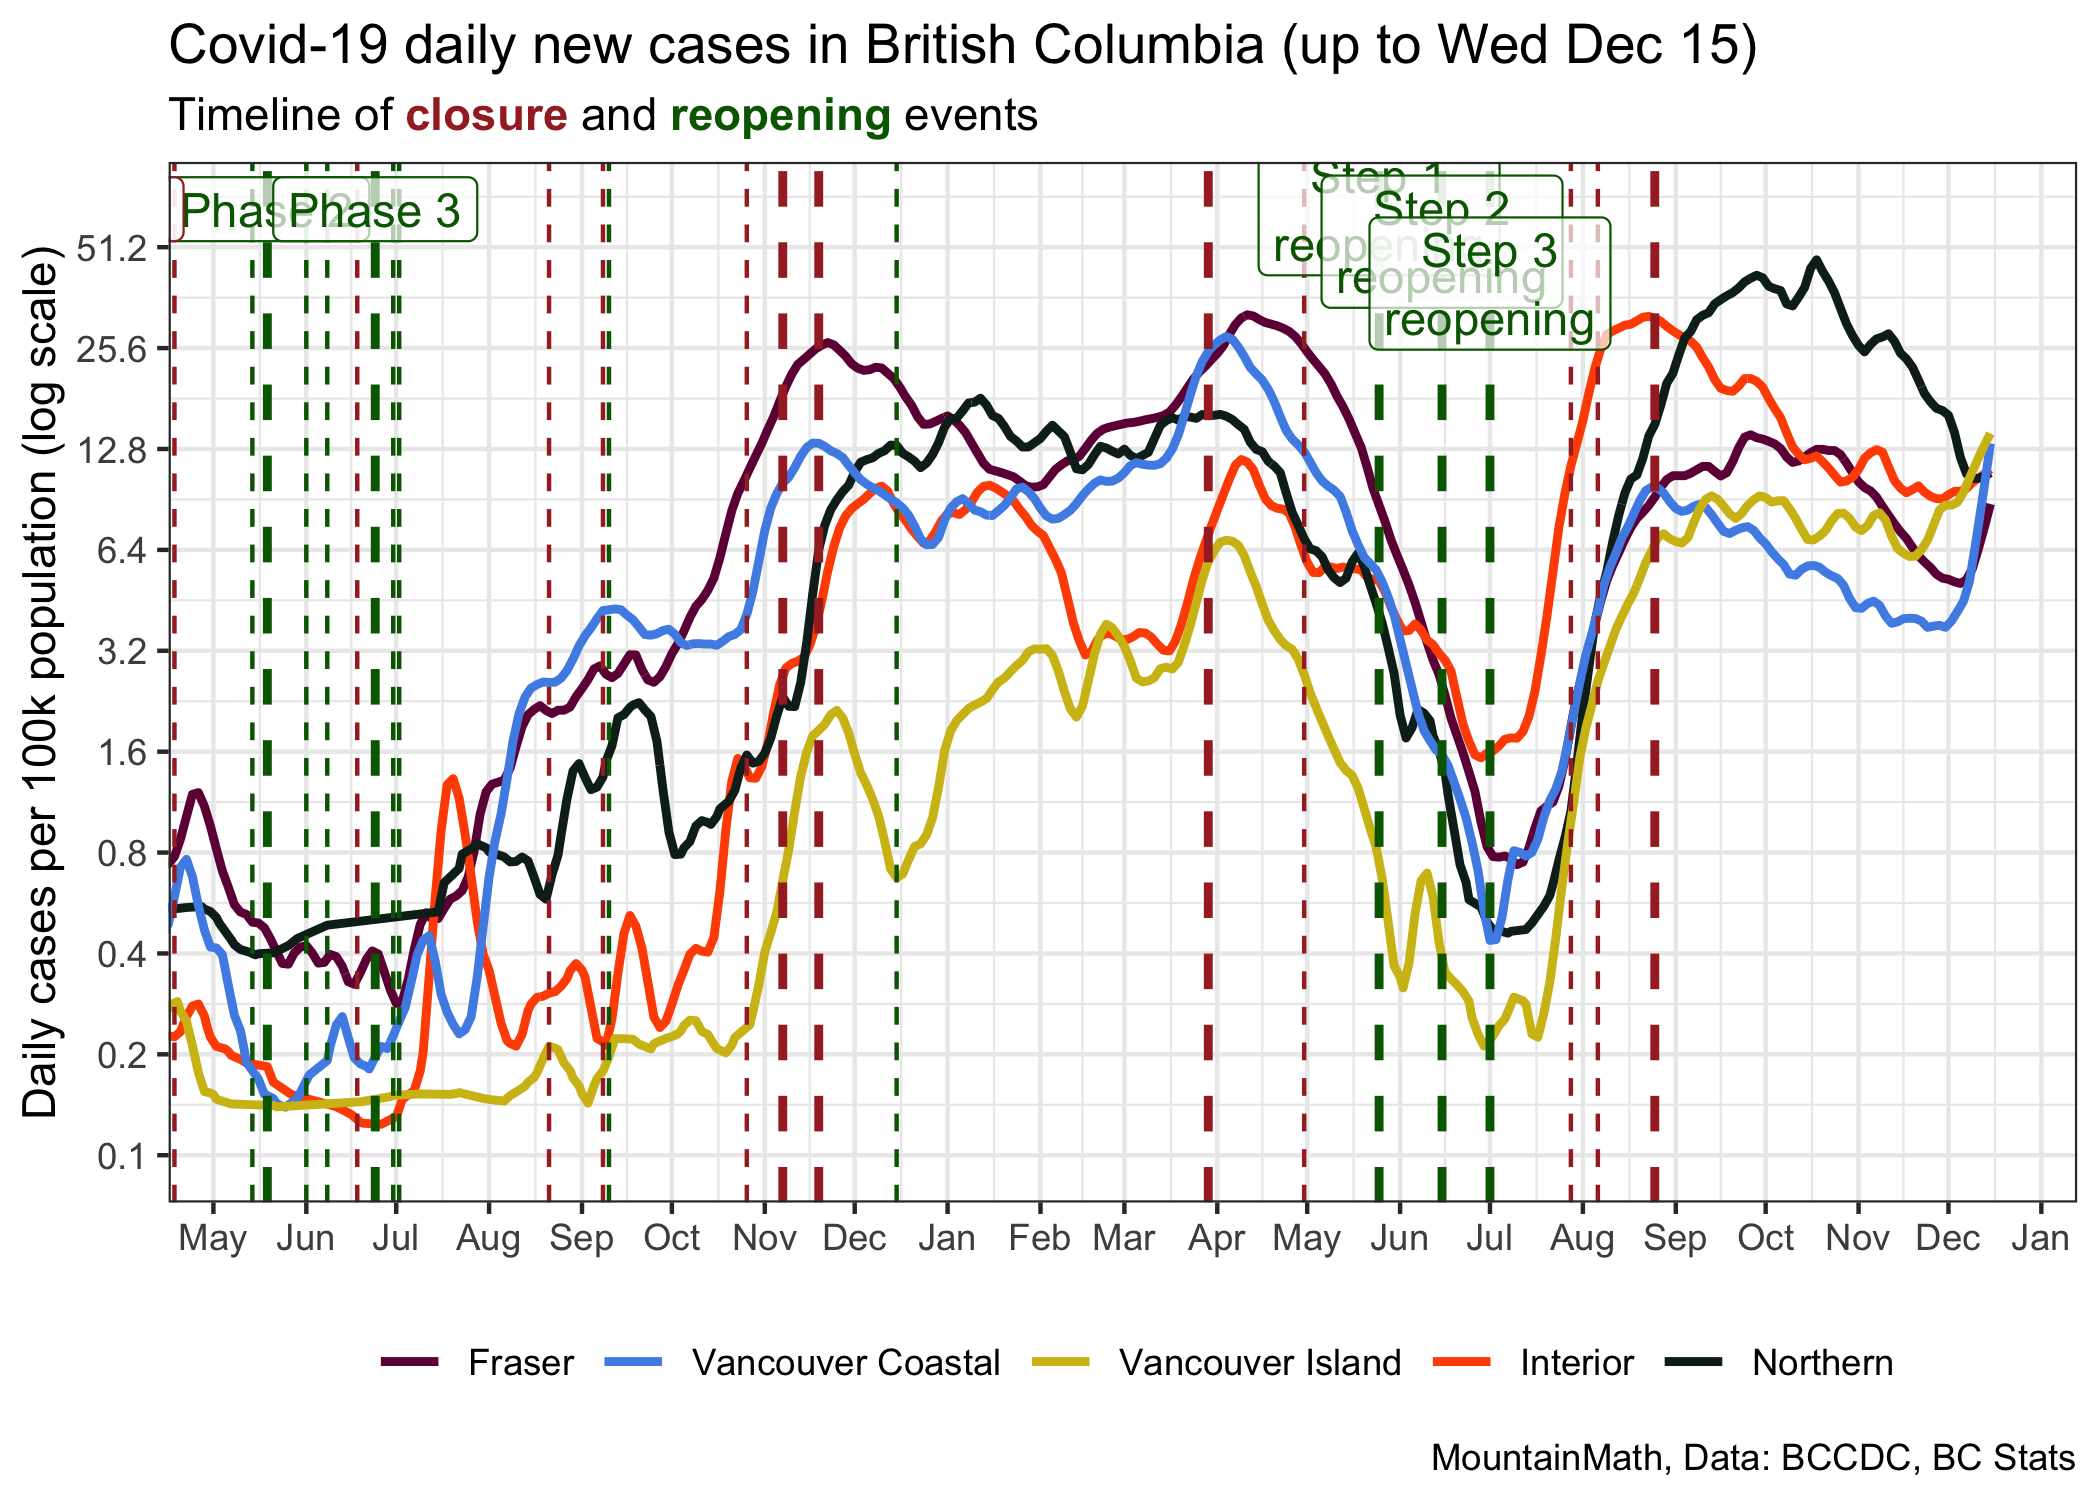 Covid-19 daily new cases in British Columbia (up to Wed Dec 15)
Timeline of closure and reopening events
Phase 2
Phase 3
Step 1
reopening
Step 2
reopening
Step 3
reopening
Daily cases per 100k population (log scale)
51.2
25.6
12.8
6.4
3.2
1.6
0.8
0.4
0.2
0.1
May Jun Jul Aug Sep Oct Nov Dec Jan Feb Mar Apr May Jun Jul Aug Sep Oct Nov Dec Jan
Fraser Vancouver Coastal Vancouver Island Interior Northern
MountainMath, Data: BCCDC, BC Stats